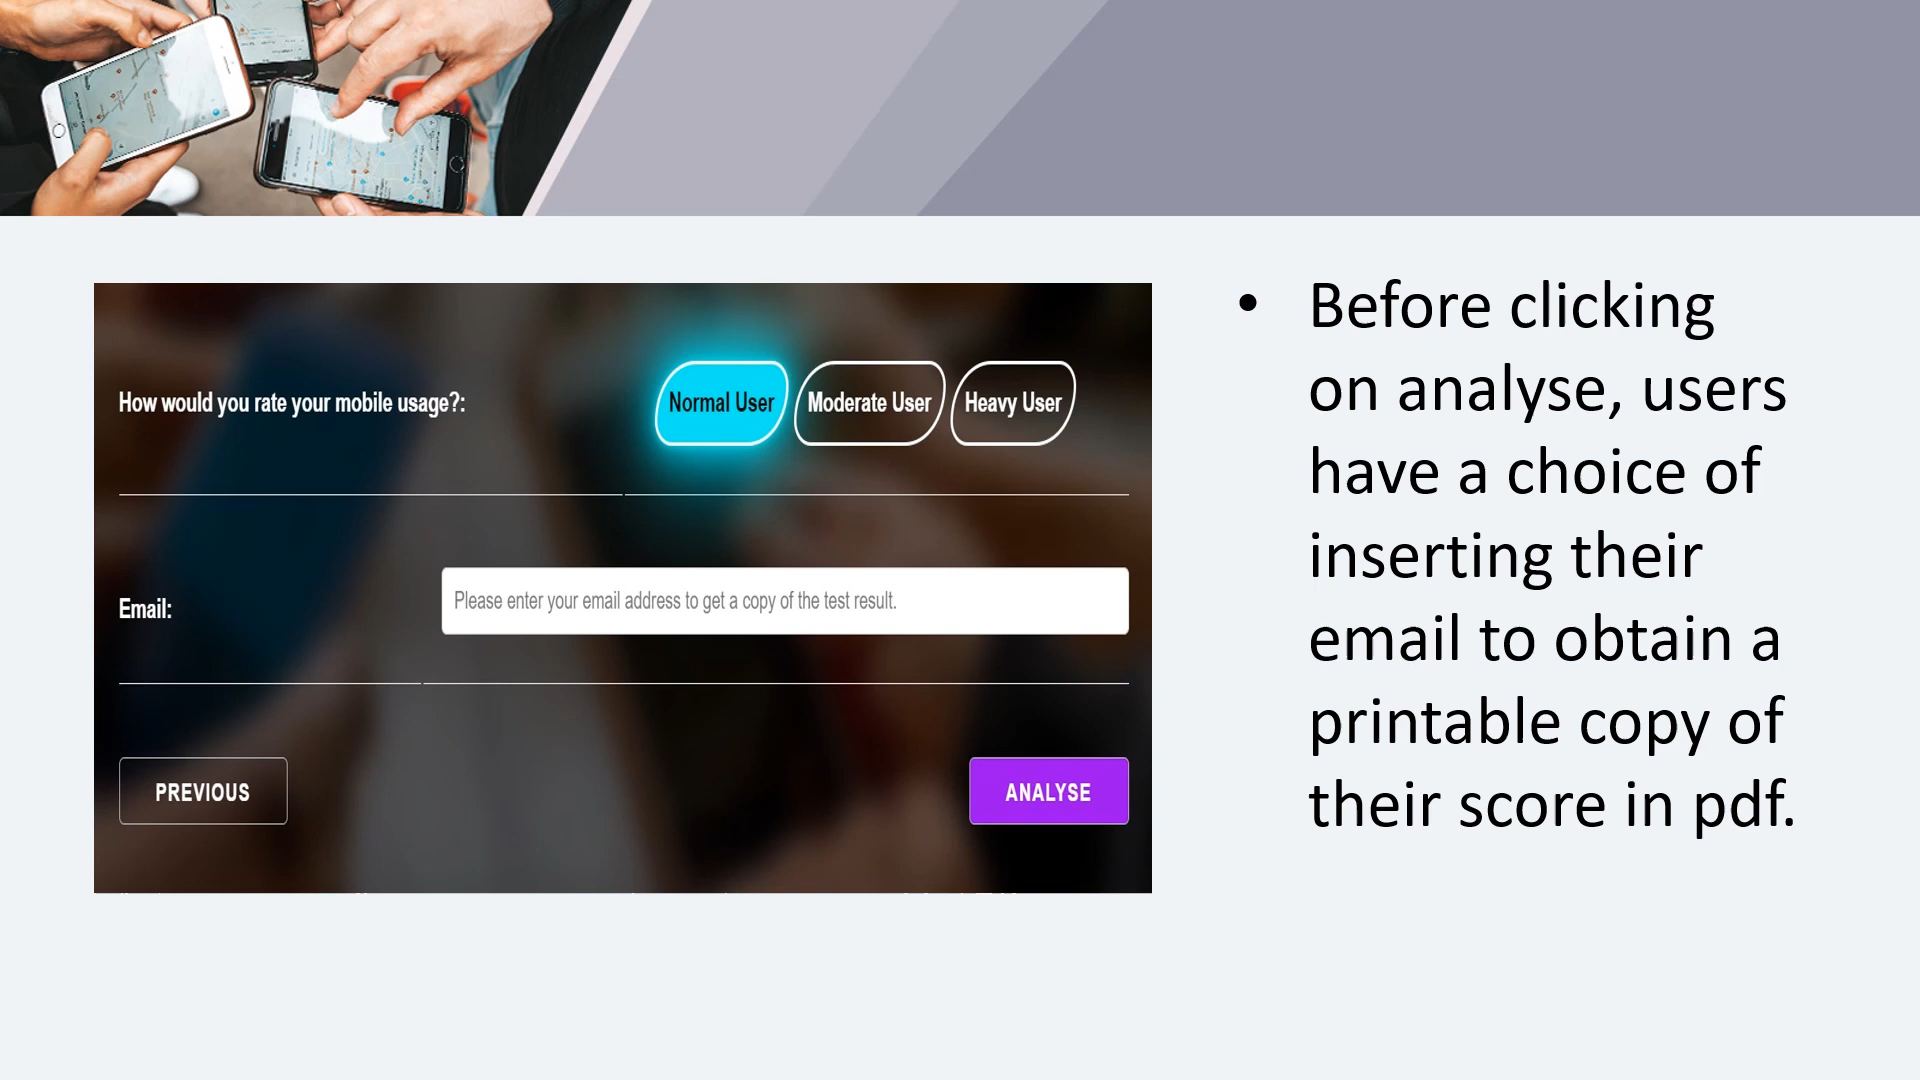 How would you rate your mobile usage?:
Normal User
Moderate User
Heavy User
Email:
Please enter your email address to get a copy of the test result.
PREVIOUS
ANALYSE
• Before clicking
on analyse, users
have a choice of
inserting their
email to obtain a
printable copy of
their score in pdf.